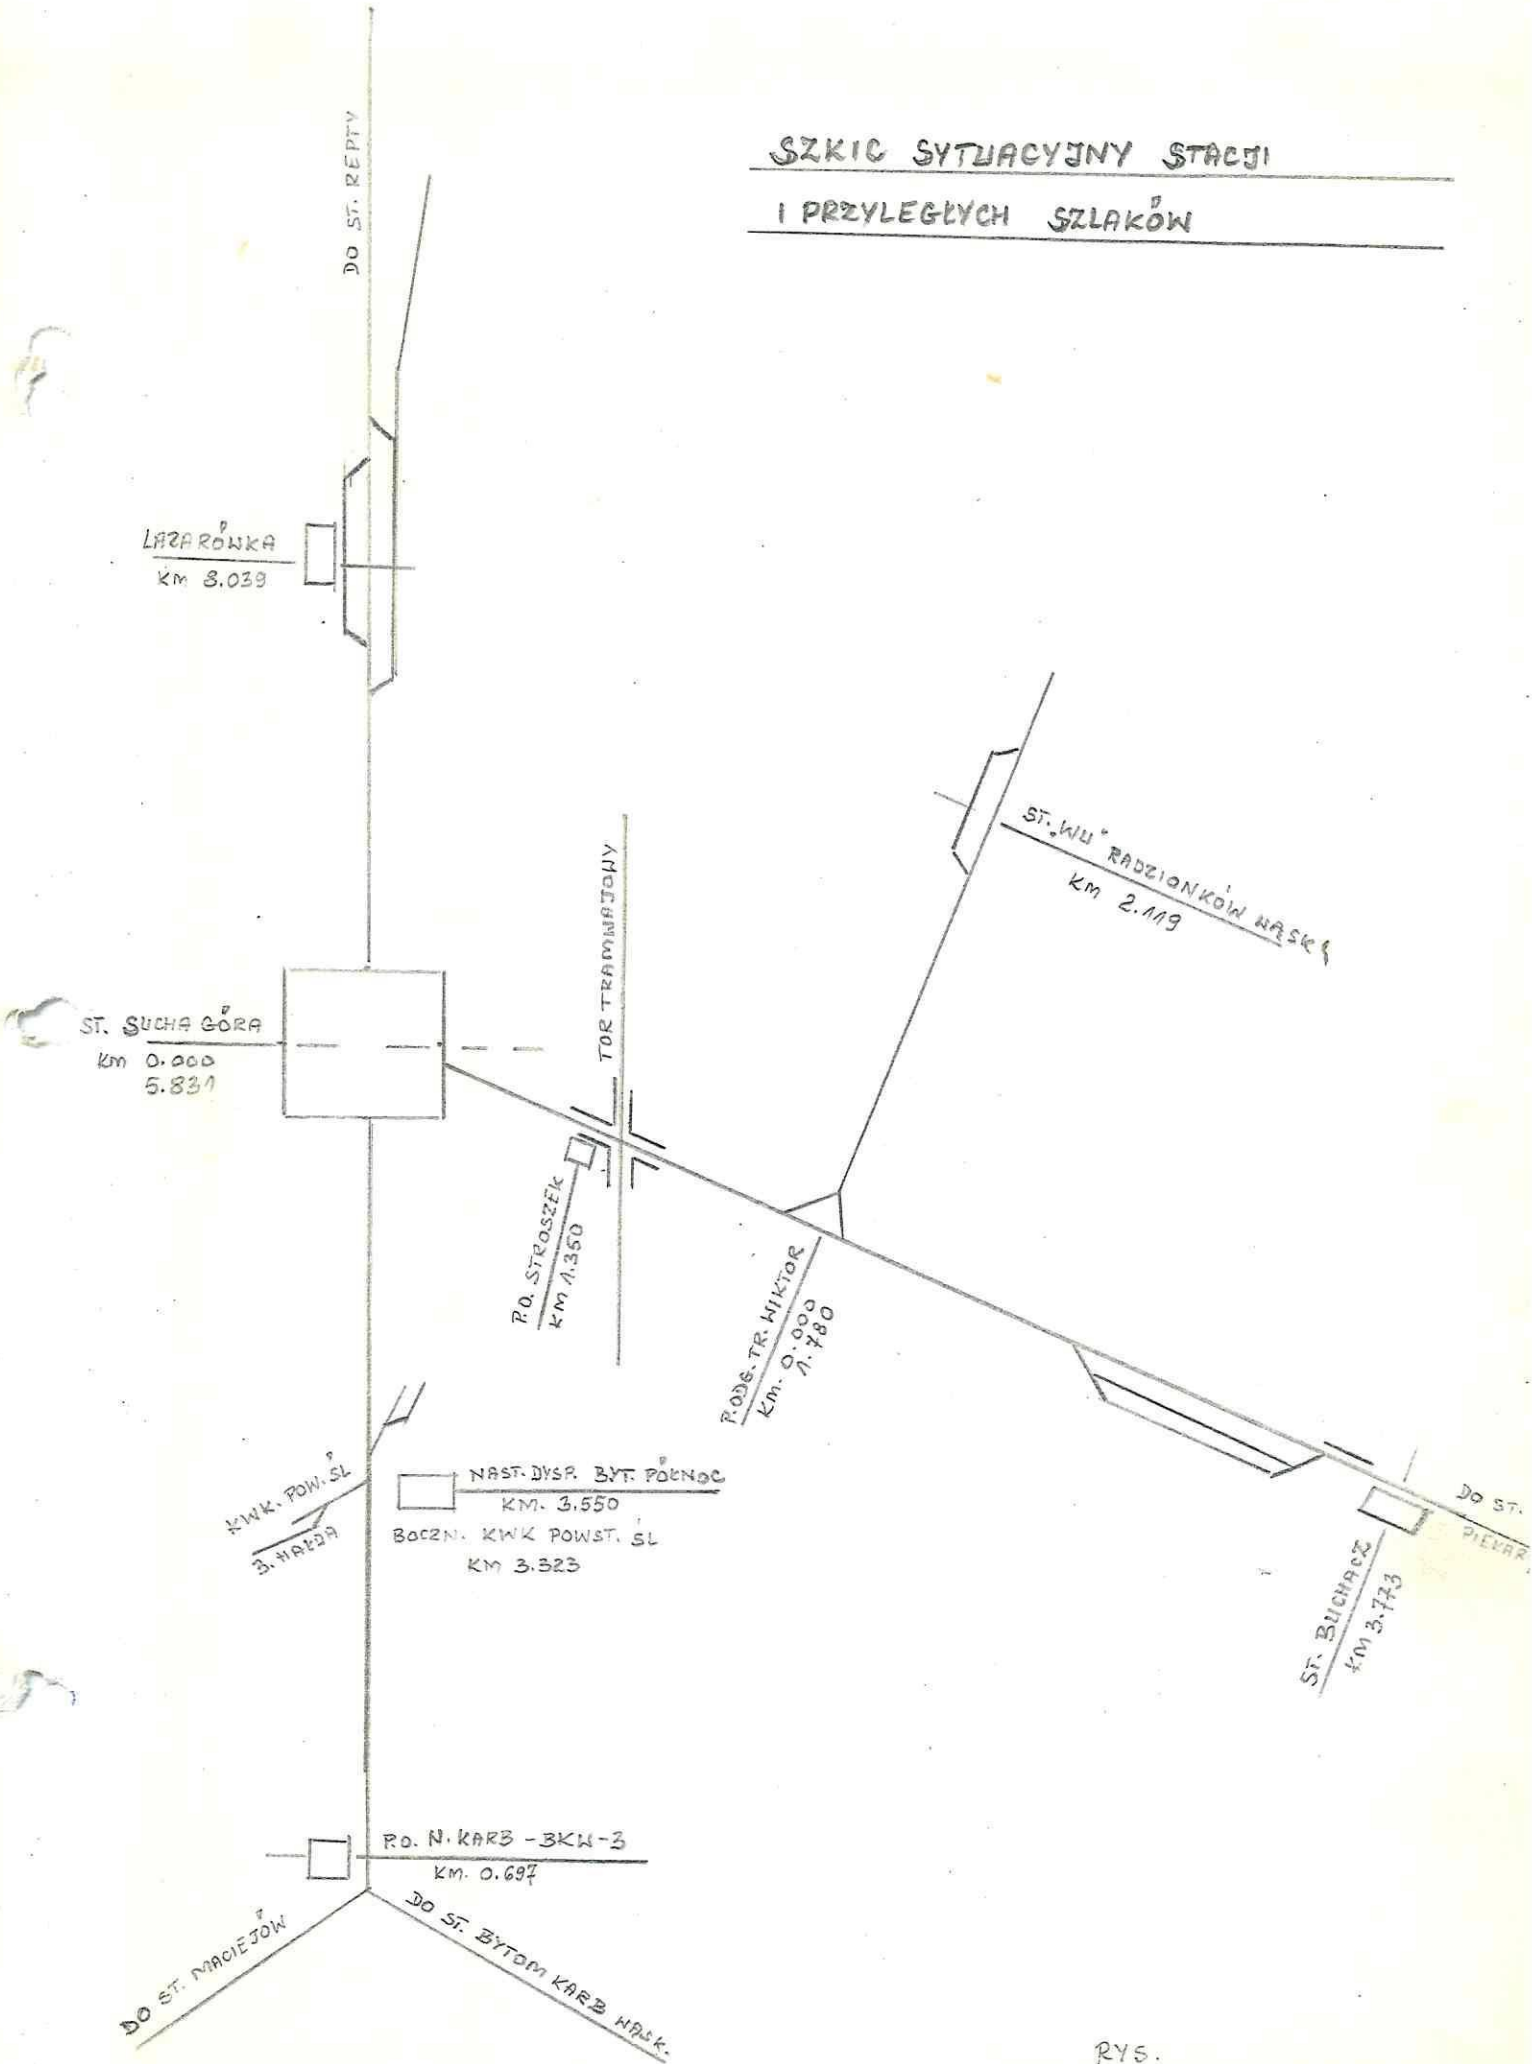 SZKIC SYTUACYJNY STACJI
I PRZYLEGŁYCH SZLAKÓW
DO ST. REPTY
LAZARÓWKA
KM 8.039
ST. „WU" RADZIONKÓW WĄSK.
KM 2.119
TOR TRAMWAJOWY
ST. SUCHA GÓRA
KM 0.000
5.831
P.O. STROSZEK
KM 1.350
P.ODG.TR. WIKTOR
KM. 0.000
1.780
DO ST.
PIEKAR
ST. BUCHACZ
KM 3.773
KWK. POW. ŚL
B. HAŁDA
NAST. DYSP. BYT. PÓŁNOC
KM. 3.550
BOCZN. KWK POWST. ŚL
KM 3.323
P.O. N. KARB - BKW-3
KM. 0.697
DO ST. MACIEJÓW
DO ST. BYTOM KARB WĄSK.
RYS.